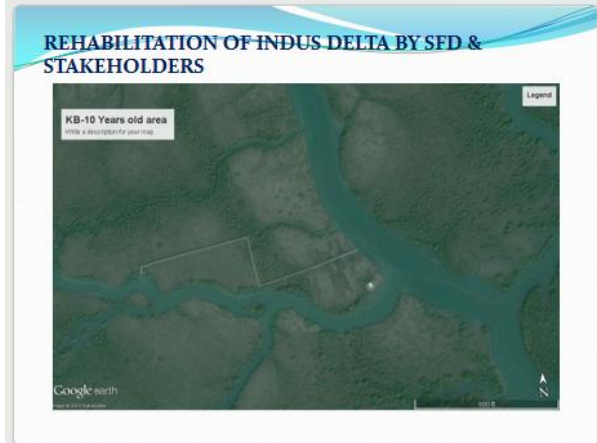 REHABILITATION OF INDUS DELTA BY SFD &
STAKEHOLDERS
KB-10 Years old area
Write a description for your map.
Legend
Google earth
N